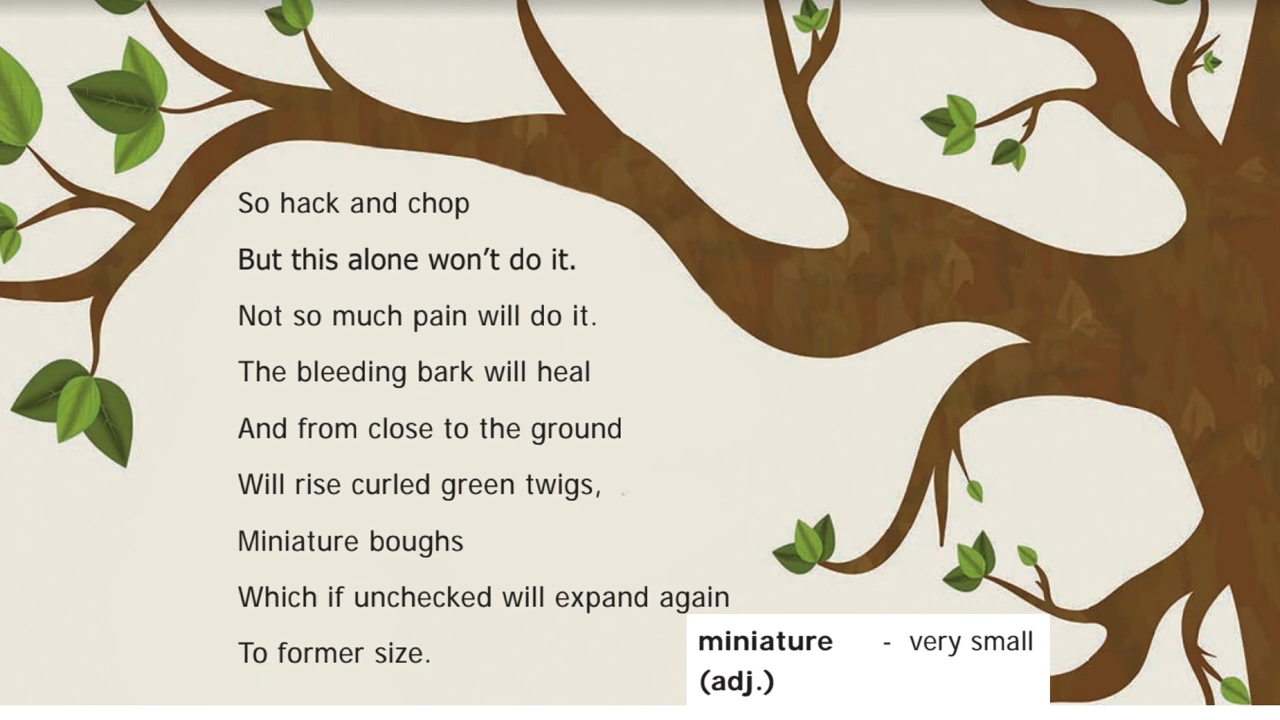 So hack and chop
But this alone won't do it.
Not so much pain will do it.
The bleeding bark will heal
And from close to the ground
Will rise curled green twigs,
Miniature boughs
Which if unchecked will expand again
To former size.
miniature - very small
(adj.)